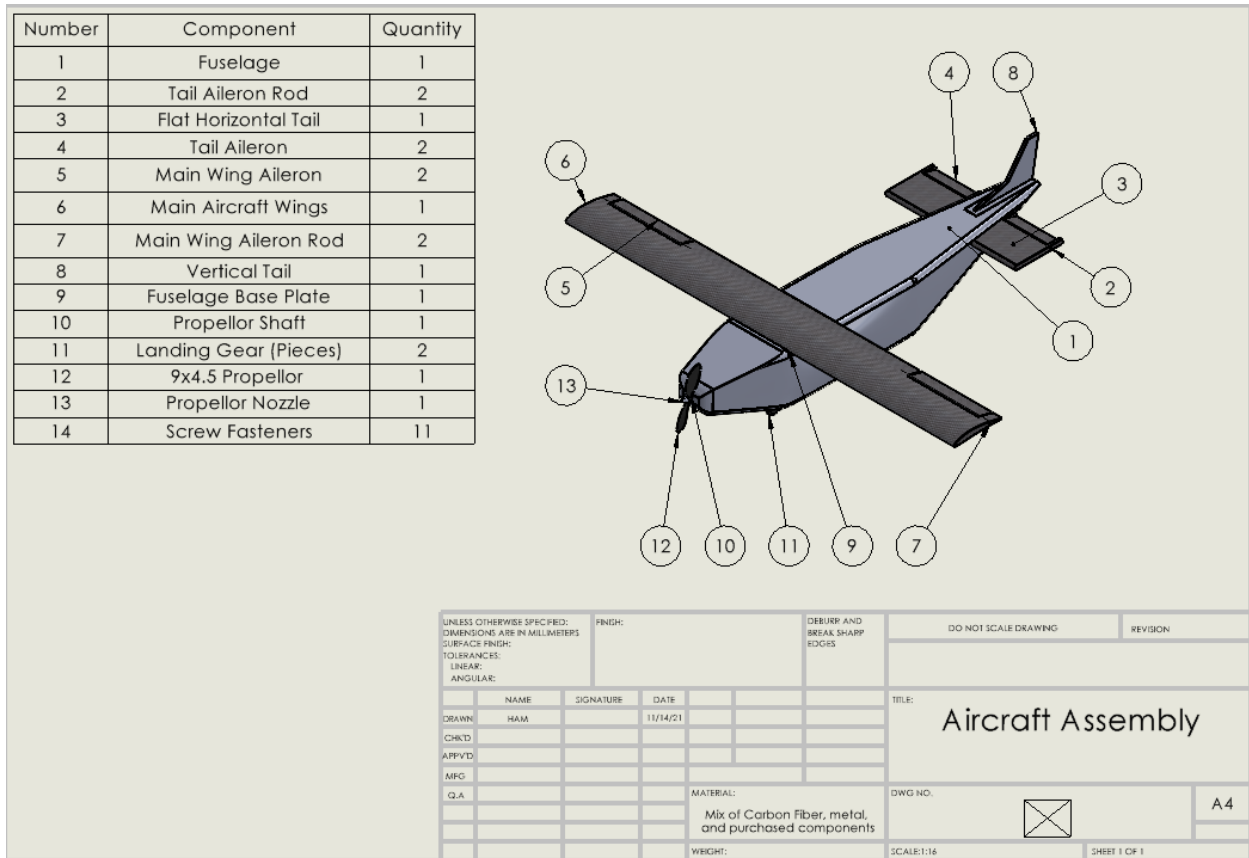 Number Component Quantity
1 Fuselage 1
2 Tail Aileron Rod 2
3 Flat Horizontal Tail 1
4 Tail Aileron 2
5 Main Wing Aileron 2
6 Main Aircraft Wings 1
7 Main Wing Aileron Rod 2
8 Vertical Tail 1
9 Fuselage Base Plate 1
10 Propellor Shaft 1
11 Landing Gear (Pieces) 2
12 9x4.5 Propellor 1
13 Propellor Nozzle 1
14 Screw Fasteners 11
4 8
6
3
5
2
1
13
12 10 11 9 7
UNLESS OTHERWISE SPECIFIED:
DIMENSIONS ARE IN MILLIMETERS
SURFACE FINISH:
TOLERANCES:
LINEAR:
ANGULAR:
FINISH:
DEBURR AND
BREAK SHARP
EDGES
DO NOT SCALE DRAWING
REVISION
NAME SIGNATURE DATE
DRAWN HAM 11/14/21
CHK'D
APPV'D
MFG
Q.A
TITLE:
Aircraft Assembly
MATERIAL:
Mix of Carbon Fiber, metal,
and purchased components
DWG NO.
A4
WEIGHT:
SCALE:1:16
SHEET 1 OF 1